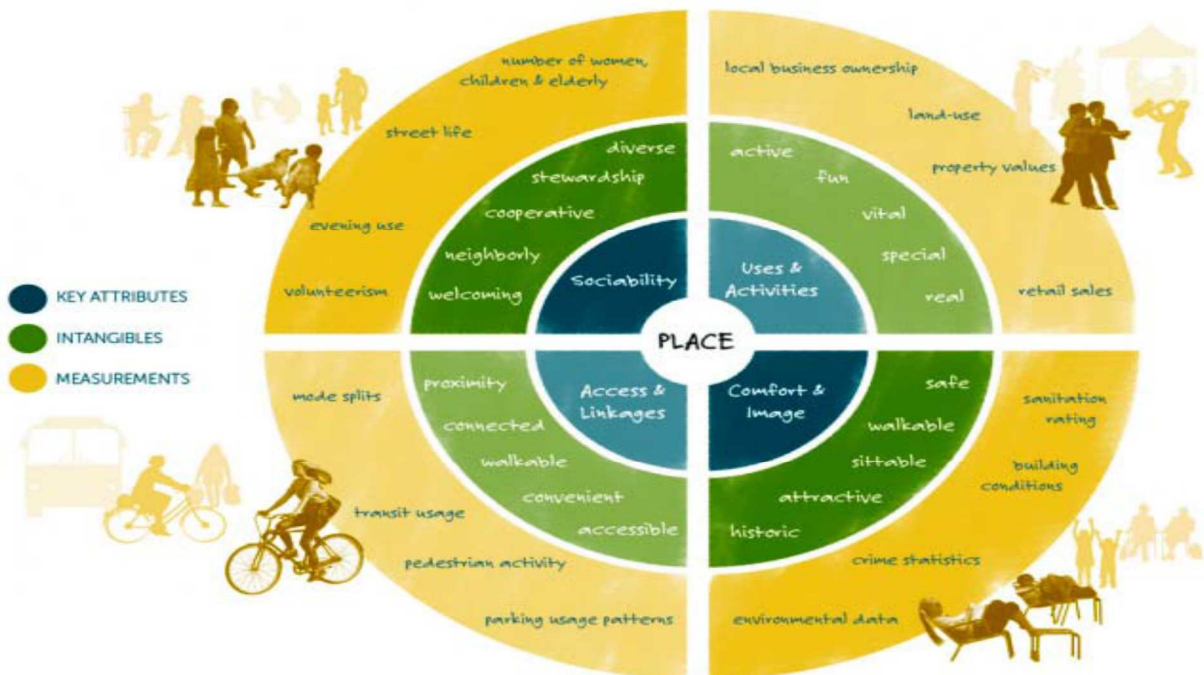 number of women,
children & elderly
street life
evening use
volunteerism
diverse
stewardship
cooperative
neighborly
welcoming
Sociability
local business ownership
land-use
property values
retail sales
active
fun
vital
special
real
Uses &
Activities
KEY ATTRIBUTES
INTANGIBLES
MEASUREMENTS
PLACE
mode splits
transit usage
pedestrian activity
parking usage patterns
proximity
connected
walkable
convenient
accessible
Access &
Linkages
Comfort &
Image
safe
walkable
sittable
attractive
historic
sanitation
rating
building
conditions
crime statistics
environmental data